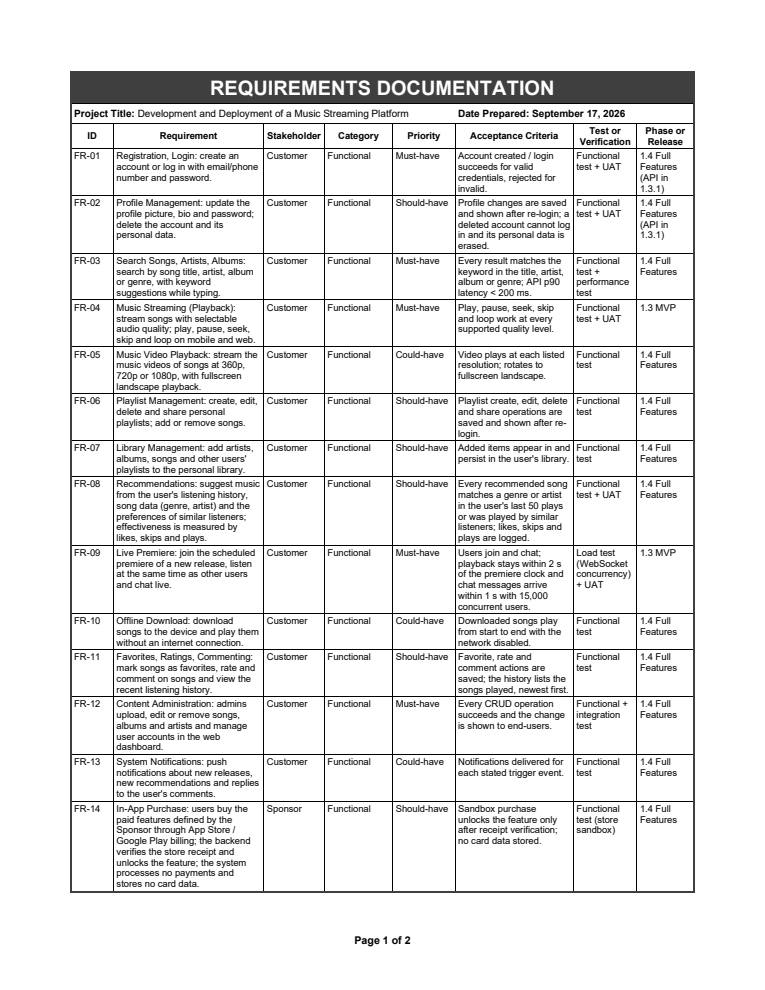 REQUIREMENTS DOCUMENTATION
Project Title: Development and Deployment of a Music Streaming Platform
Date Prepared: September 17, 2026
ID
Requirement
Stakeholder
Category
Priority
Acceptance Criteria
Test or
Verification
Phase or
Release
FR-01
Registration, Login: create an
account or log in with email/phone
number and password.
Customer
Functional
Must-have
Account created / login
succeeds for valid
credentials, rejected for
invalid.
Functional
test + UAT
1.4 Full
Features
(API in
1.3.1)
FR-02
Profile Management: update the
profile picture, bio and password;
delete the account and its
personal data.
Customer
Functional
Should-have
Profile changes are saved
and shown after re-login; a
deleted account cannot log
in and its personal data is
erased.
Functional
test + UAT
1.4 Full
Features
(API in
1.3.1)
FR-03
Search Songs, Artists, Albums:
search by song title, artist, album
or genre, with keyword
suggestions while typing.
Customer
Functional
Must-have
Every result matches the
keyword in the title, artist,
album or genre; API p90
latency < 200 ms.
Functional
test +
performance
test
1.4 Full
Features
FR-04
Music Streaming (Playback):
stream songs with selectable
audio quality; play, pause, seek,
skip and loop on mobile and web.
Customer
Functional
Must-have
Play, pause, seek, skip
and loop work at every
supported quality level.
Functional
test + UAT
1.3 MVP
FR-05
Music Video Playback: stream the
music videos of songs at 360p,
720p or 1080p, with fullscreen
landscape playback.
Customer
Functional
Could-have
Video plays at each listed
resolution; rotates to
fullscreen landscape.
Functional
test
1.4 Full
Features
FR-06
Playlist Management: create, edit,
delete and share personal
playlists; add or remove songs.
Customer
Functional
Should-have
Playlist create, edit, delete
and share operations are
saved and shown after re-
login.
Functional
test
1.4 Full
Features
FR-07
Library Management: add artists,
albums, songs and other users'
playlists to the personal library.
Customer
Functional
Should-have
Added items appear in and
persist in the user's library.
Functional
test
1.4 Full
Features
FR-08
Recommendations: suggest music
from the user's listening history,
song data (genre, artist) and the
preferences of similar listeners;
effectiveness is measured by
likes, skips and plays.
Customer
Functional
Should-have
Every recommended song
matches a genre or artist
in the user's last 50 plays
or was played by similar
listeners; likes, skips and
plays are logged.
Functional
test + UAT
1.4 Full
Features
FR-09
Live Premiere: join the scheduled
premiere of a new release, listen
at the same time as other users
and chat live.
Customer
Functional
Must-have
Users join and chat;
playback stays within 2 s
of the premiere clock and
chat messages arrive
within 1 s with 15,000
concurrent users.
Load test
(WebSocket
concurrency)
+ UAT
1.3 MVP
FR-10
Offline Download: download
songs to the device and play them
without an internet connection.
Customer
Functional
Could-have
Downloaded songs play
from start to end with the
network disabled.
Functional
test
1.4 Full
Features
FR-11
Favorites, Ratings, Commenting:
mark songs as favorites, rate and
comment on songs and view the
recent listening history.
Customer
Functional
Should-have
Favorite, rate and
comment actions are
saved; the history lists the
songs played, newest first.
Functional
test
1.4 Full
Features
FR-12
Content Administration: admins
upload, edit or remove songs,
albums and artists and manage
user accounts in the web
dashboard.
Customer
Functional
Must-have
Every CRUD operation
succeeds and the change
is shown to end-users.
Functional +
integration
test
1.4 Full
Features
FR-13
System Notifications: push
notifications about new releases,
new recommendations and replies
to the user's comments.
Customer
Functional
Could-have
Notifications delivered for
each stated trigger event.
Functional
test
1.4 Full
Features
FR-14
In-App Purchase: users buy the
paid features defined by the
Sponsor through App Store /
Google Play billing; the backend
verifies the store receipt and
unlocks the feature; the system
processes no payments and
stores no card data.
Sponsor
Functional
Should-have
Sandbox purchase
unlocks the feature only
after receipt verification;
no card data stored.
Functional
test (store
sandbox)
1.4 Full
Features
Page 1 of 2